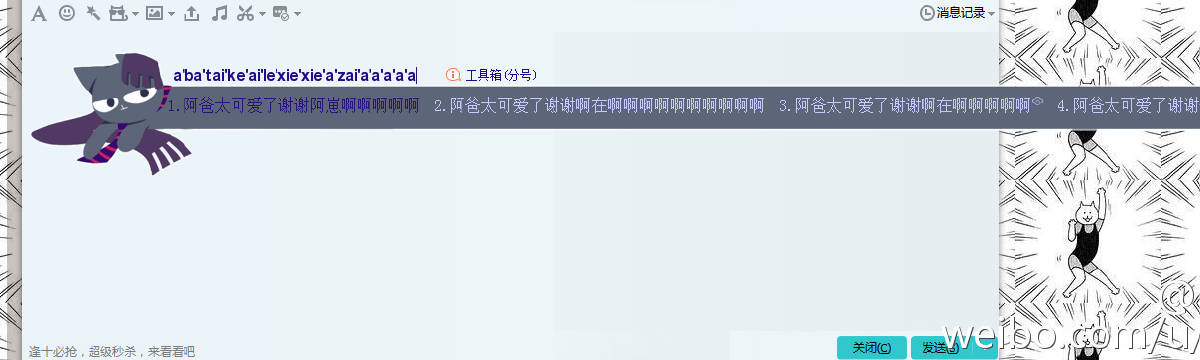 消息记录
a'ba'tai'ke'ai'le'xie'xie'a'zai'a'a'a'a'a 工具箱(分号)
1.阿爸太可爱了谢谢阿崽啊啊啊啊啊 2.阿爸太可爱了谢谢啊在啊啊啊啊啊啊啊啊啊啊 3.阿爸太可爱了谢谢啊在啊啊啊啊啊 4.阿爸太可爱了谢谢
逢十必抢，超级秒杀，来看看吧 关闭(C) 发送(
@
weibo.com/u